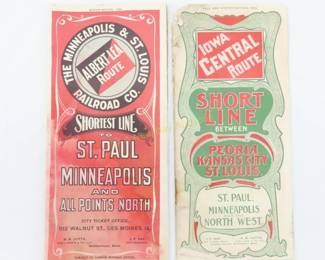 THE MINNEAPOLIS & ST. LOUIS
RAILROAD CO.
ALBERT LEA
ROUTE
SHORTEST LINE
TO
ST. PAUL
MINNEAPOLIS
AND
ALL POINTS NORTH
CITY TICKET OFFICE,
512 WALNUT ST., DES MOINES, IA.
IOWA
CENTRAL
ROUTE
SHORT
LINE
BETWEEN
PEORIA
KANSAS CITY
ST. LOUIS
ST. PAUL
MINNEAPOLIS
NORTH WEST.